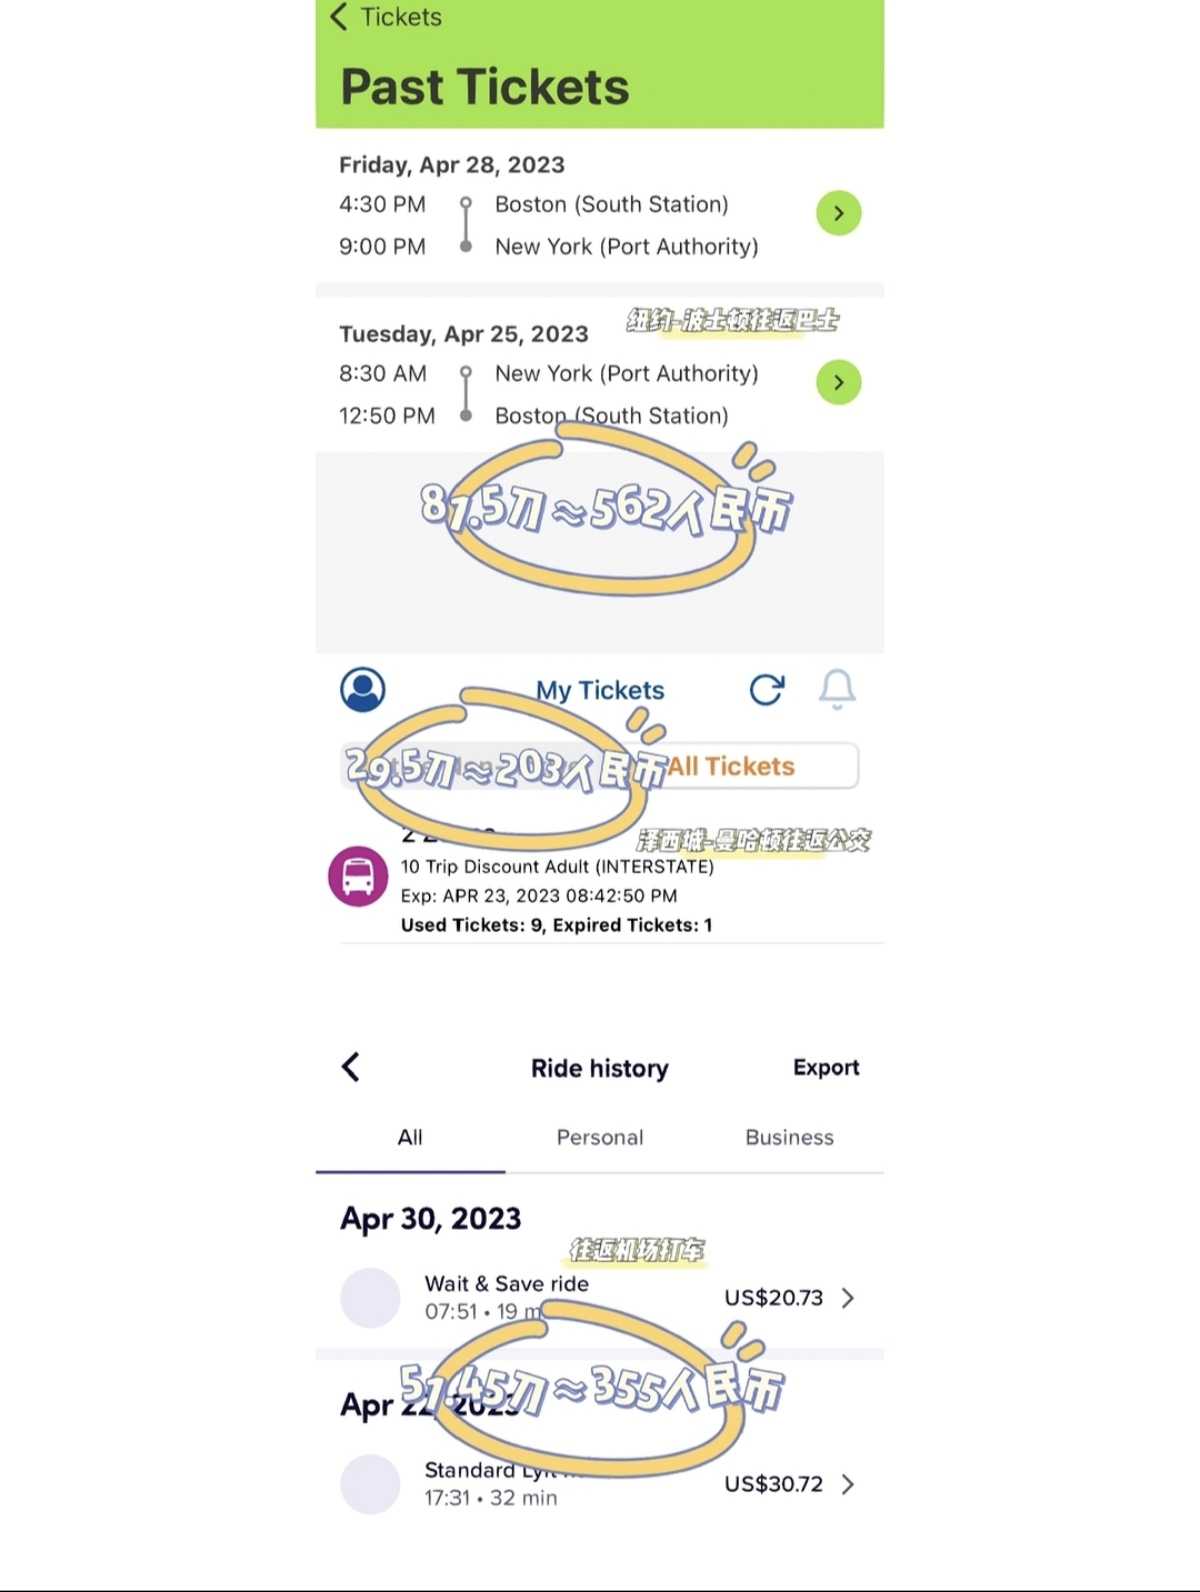 Tickets
Past Tickets
Friday, Apr 28, 2023
4:30 PM
Boston (South Station)
9:00 PM
New York (Port Authority)
纽约-波士顿往返巴士
Tuesday, Apr 25, 2023
8:30 AM
New York (Port Authority)
12:50 PM
Boston (South Station)
81.5刀≈562人民币
My Tickets
29.5刀≈203人民币
All Tickets
泽西城-曼哈顿往返公交
10 Trip Discount Adult (INTERSTATE)
Exp: APR 23, 2023 08:42:50 PM
Used Tickets: 9, Expired Tickets: 1
Ride history
Export
All
Personal
Business
Apr 30, 2023
往返机场打车
Wait & Save ride
US$20.73
07:51 • 19 m
51.45刀≈355人民币
Apr 22, 2023
Standard Lyft
US$30.72
17:31 • 32 min